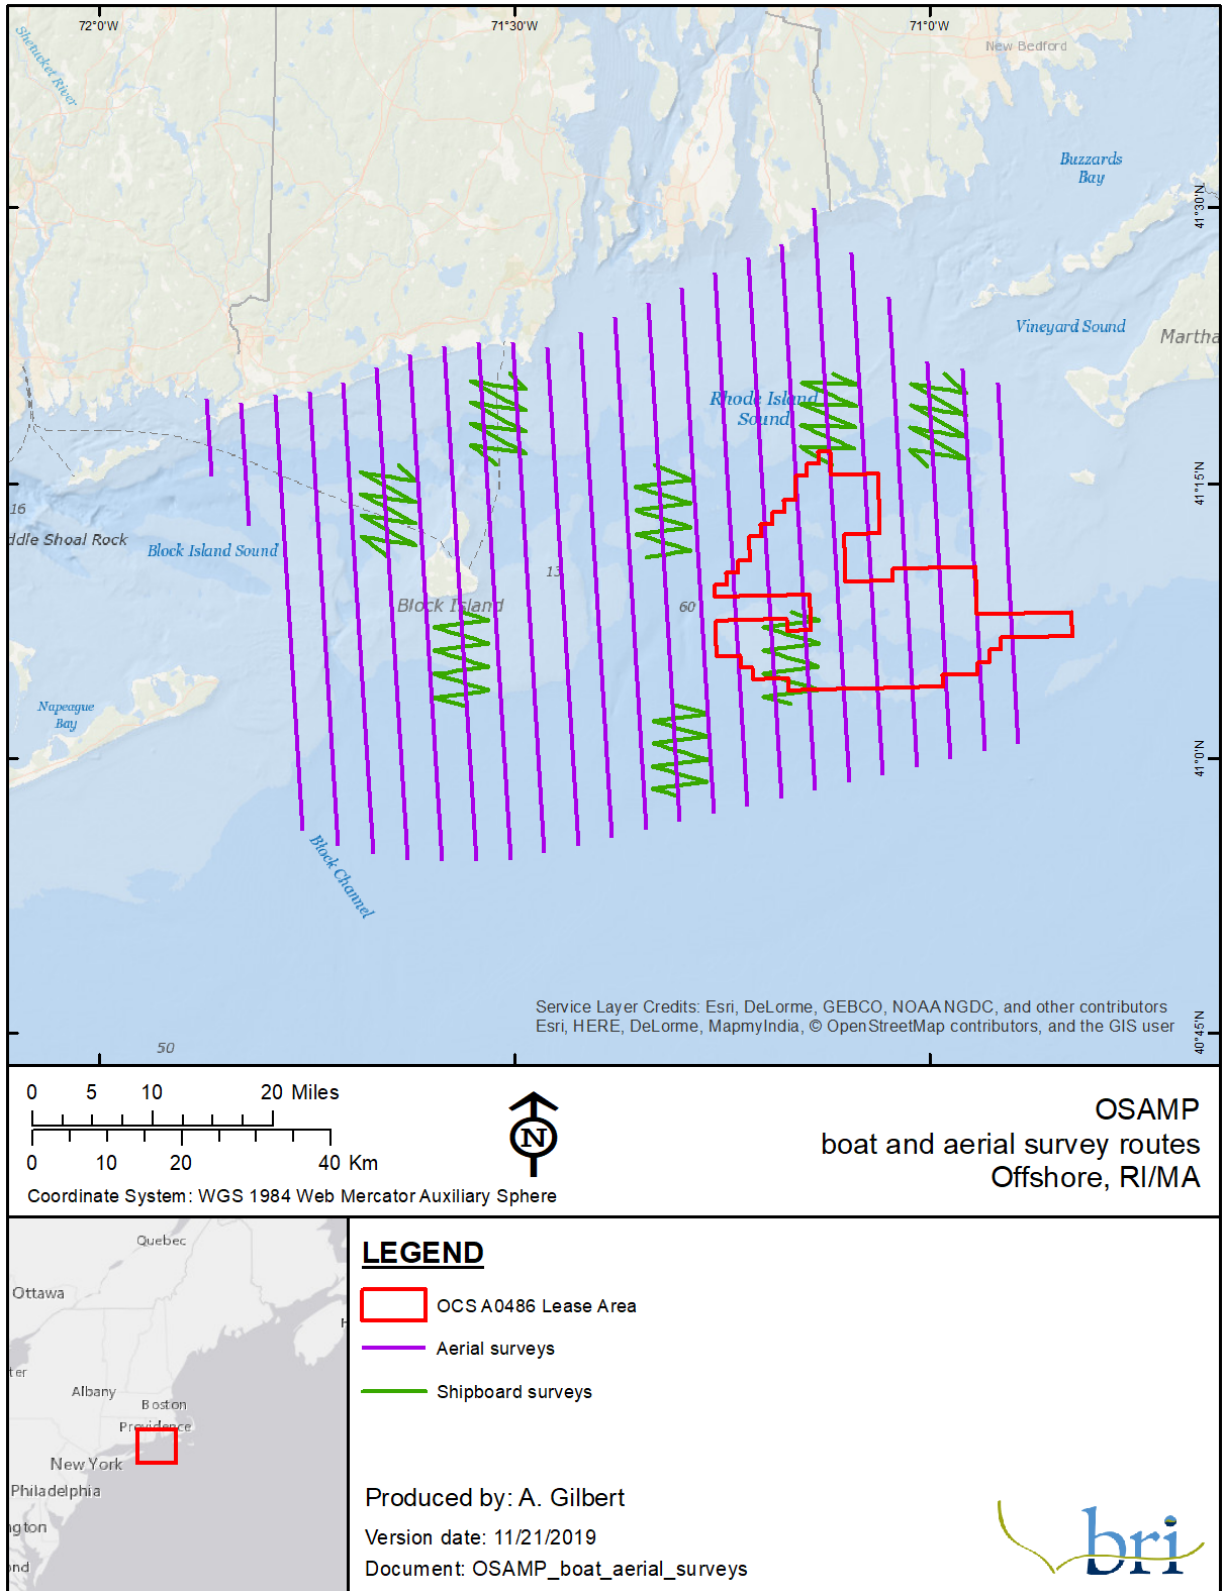 72°0'W
71°30'W
71°0'W
Shetucket River
New Bedford
Buzzards
Bay
41°30'N
Vineyard Sound
Martha
Rhode Island
Sound
41°15'N
16
ddle Shoal Rock
Block Island Sound
13
Block Island
60
Napeague
Bay
41°0'N
Block Channel
Service Layer Credits: Esri, DeLorme, GEBCO, NOAA NGDC, and other contributors
Esri, HERE, DeLorme, MapmyIndia, © OpenStreetMap contributors, and the GIS user
40°45'N
50
0 5 10 20 Miles
0 10 20 40 Km
Coordinate System: WGS 1984 Web Mercator Auxiliary Sphere
N
OSAMP
boat and aerial survey routes
Offshore, RI/MA
Quebec
Ottawa
H
ter
Albany
Boston
Providence
New York
Philadelphia
ngton
ond
LEGEND
OCS A0486 Lease Area
Aerial surveys
Shipboard surveys
Produced by: A. Gilbert
Version date: 11/21/2019
Document: OSAMP_boat_aerial_surveys
bri